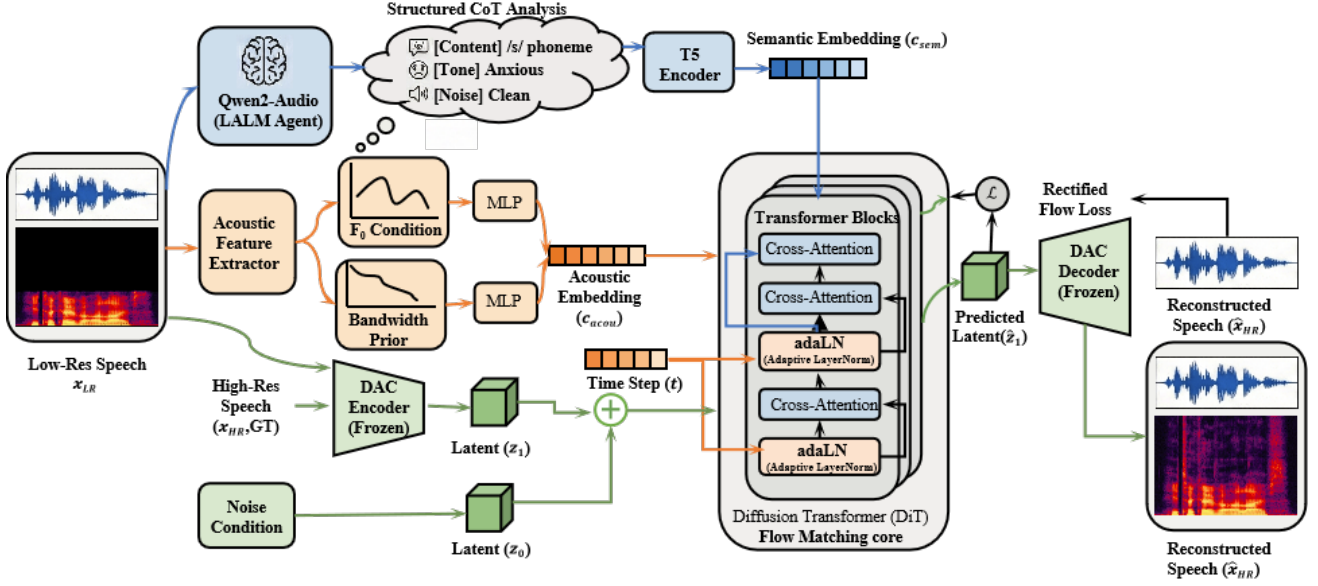 Structured CoT Analysis
[Content] /s/ phoneme
[Tone] Anxious
[Noise] Clean
Qwen2-Audio
(LALM Agent)
T5
Encoder
Semantic Embedding (c_sem)
Low-Res Speech
x_LR
Acoustic
Feature
Extractor
F₀ Condition
MLP
Bandwidth
Prior
MLP
Acoustic
Embedding
(c_acou)
High-Res
Speech
(x_HR,GT)
DAC
Encoder
(Frozen)
Latent (z₁)
Time Step (t)
Noise
Condition
Latent (z₀)
Transformer Blocks
Cross-Attention
Cross-Attention
adaLN
(Adaptive LayerNorm)
Cross-Attention
adaLN
(Adaptive LayerNorm)
Diffusion Transformer (DiT)
Flow Matching core
ℒ
Predicted
Latent(ẑ₁)
Rectified
Flow Loss
DAC
Decoder
(Frozen)
Reconstructed
Speech (x̂_HR)
Reconstructed
Speech (x̂_HR)